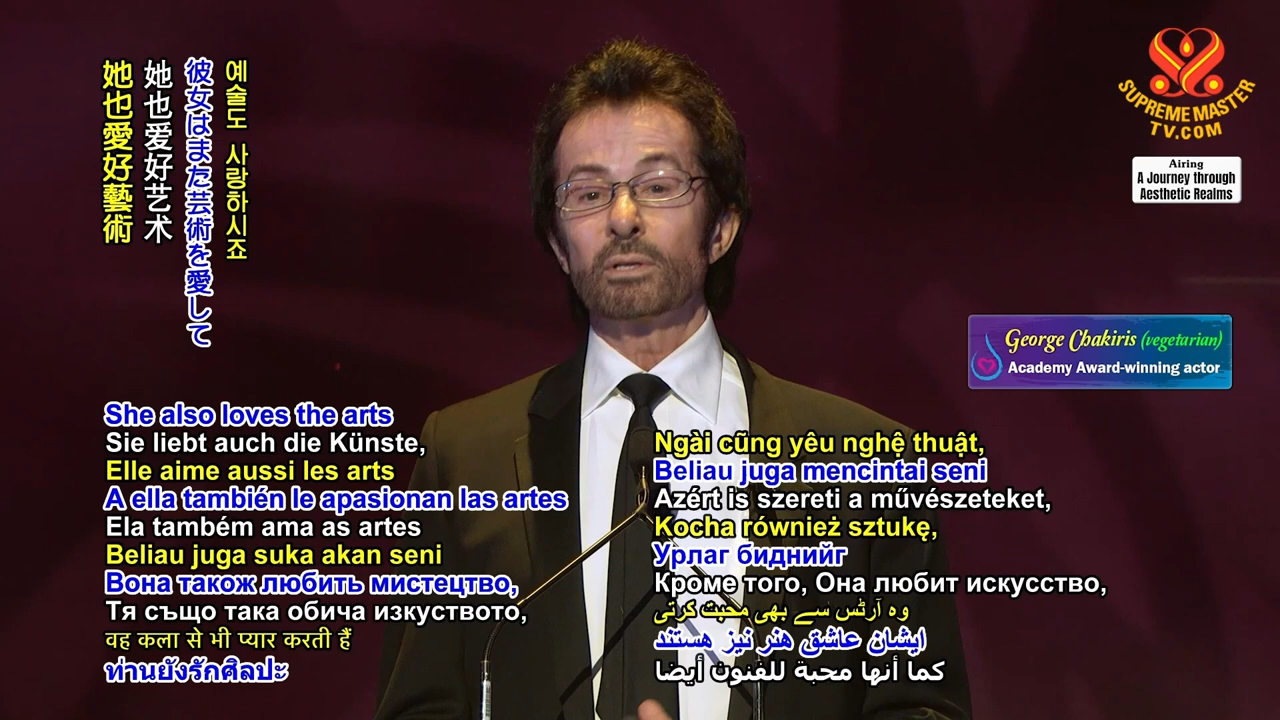 예술도 사랑하시죠
彼女はまた芸術を愛して
她也爱好艺术
她也愛好藝術
SUPREME MASTER
TV.COM
Airing
A Journey through
Aesthetic Realms
George Chakiris (vegetarian)
Academy Award-winning actor
She also loves the arts
Sie liebt auch die Künste,
Elle aime aussi les arts
A ella también le apasionan las artes
Ela também ama as artes
Beliau juga suka akan seni
Вона також любить мистецтво,
Тя също така обича изкуството,
वह कला से भी प्यार करती हैं
ท่านยังรักศิลปะ
Ngài cũng yêu nghệ thuật,
Beliau juga mencintai seni
Azért is szereti a művészeteket,
Kocha również sztukę,
Урлаг биднийг
Кроме того, Она любит искусство,
وہ آرٹس سے بھی محبت کرتی
ایشان عاشق هنر نیز هستند
كما أنها محبة للفنون أيضا